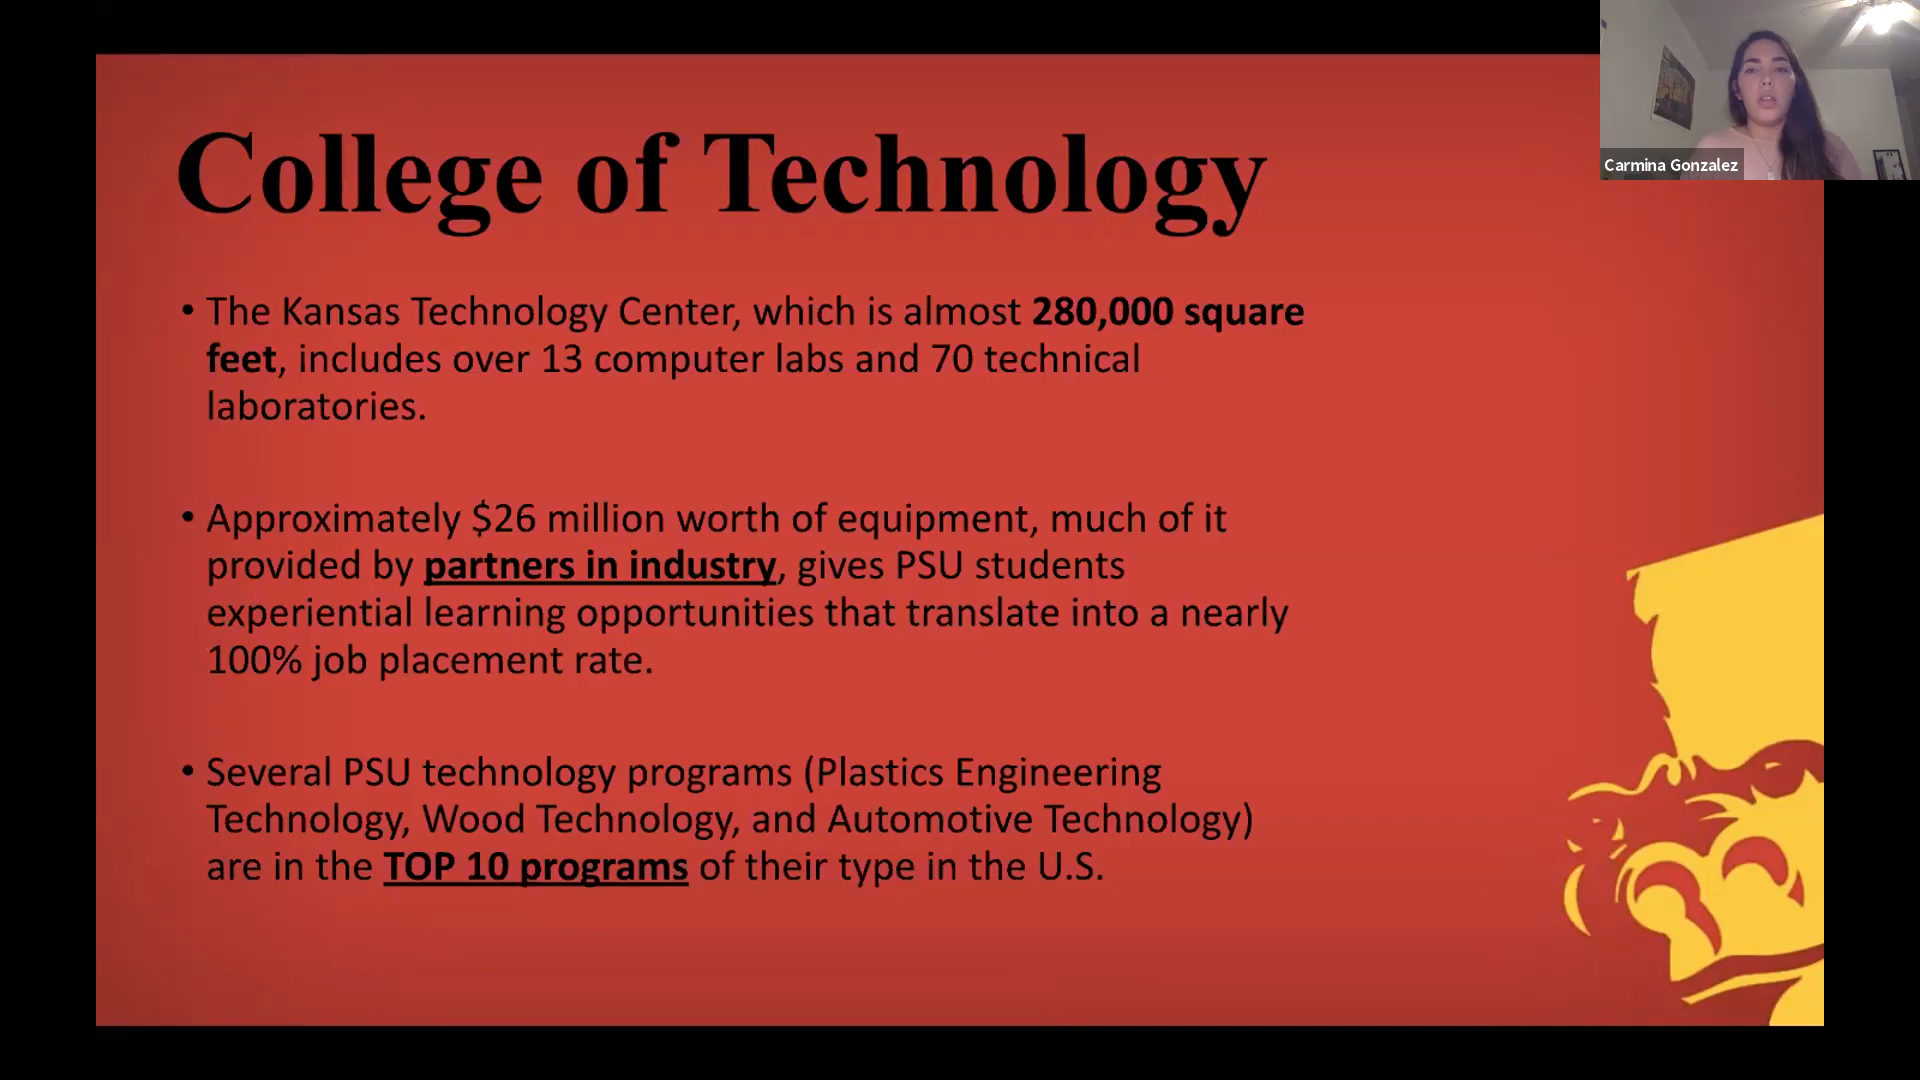 College of Technology
Carmina Gonzalez
• The Kansas Technology Center, which is almost 280,000 square
feet, includes over 13 computer labs and 70 technical
laboratories.
• Approximately $26 million worth of equipment, much of it
provided by partners in industry, gives PSU students
experiential learning opportunities that translate into a nearly
100% job placement rate.
• Several PSU technology programs (Plastics Engineering
Technology, Wood Technology, and Automotive Technology)
are in the TOP 10 programs of their type in the U.S.